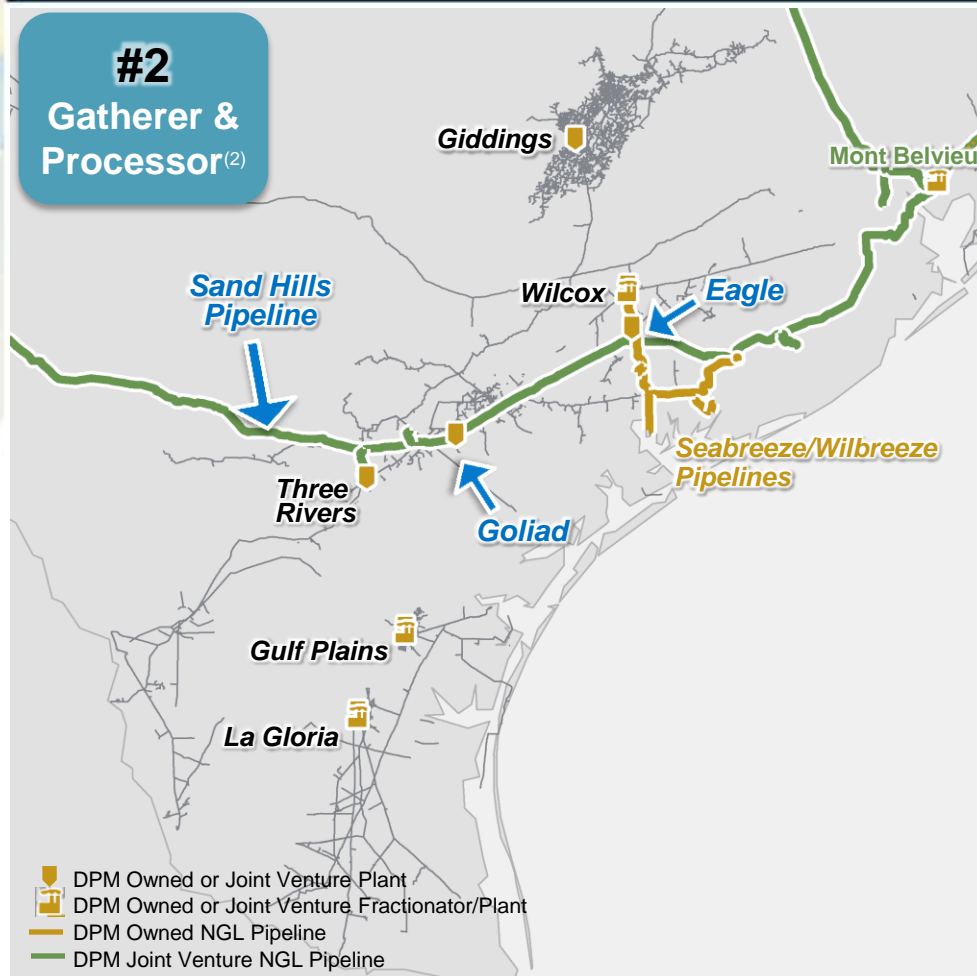 #2
Gatherer &
Processor(2)
Giddings
Mont Belvieu
Sand Hills
Pipeline
Wilcox
Eagle
Seabreeze/Wilbreeze
Pipelines
Three
Rivers
Goliad
Gulf Plains
La Gloria
DPM Owned or Joint Venture Plant
DPM Owned or Joint Venture Fractionator/Plant
DPM Owned NGL Pipeline
DPM Joint Venture NGL Pipeline